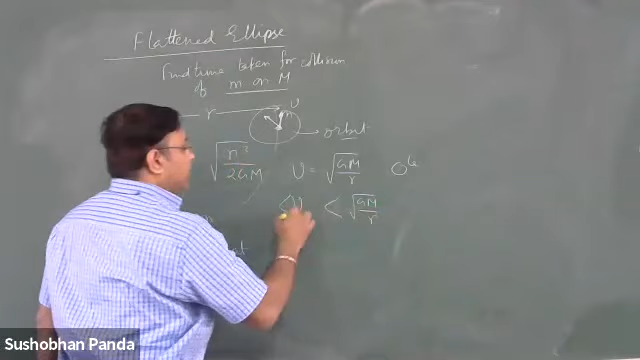 Flattened Ellipse
Find time taken for collision
of m on M
r υ
m
orbit
√(r³/2GM) υ = √(GM/r)
υ < √(GM/r)
Sushobhan Panda